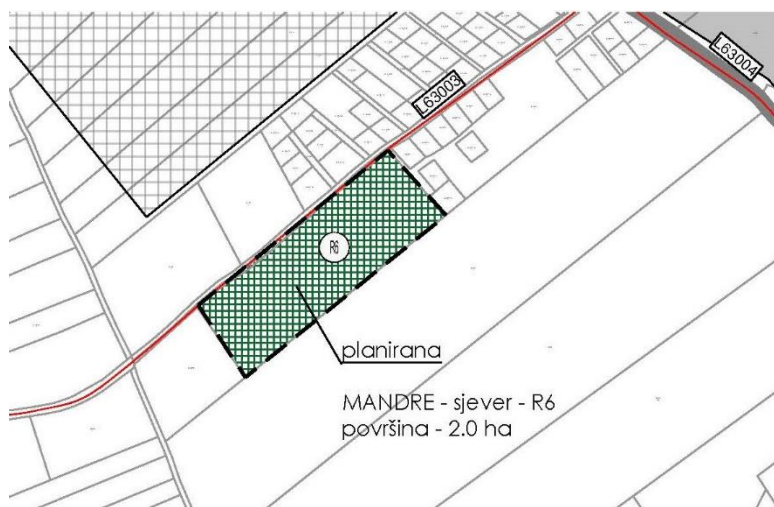 L63004
L63003
R6
planirana
MANDRE - sjever - R6
površina - 2.0 ha